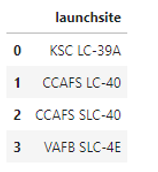 launchsite
0 KSC LC-39A
1 CCAFS LC-40
2 CCAFS SLC-40
3 VAFB SLC-4E